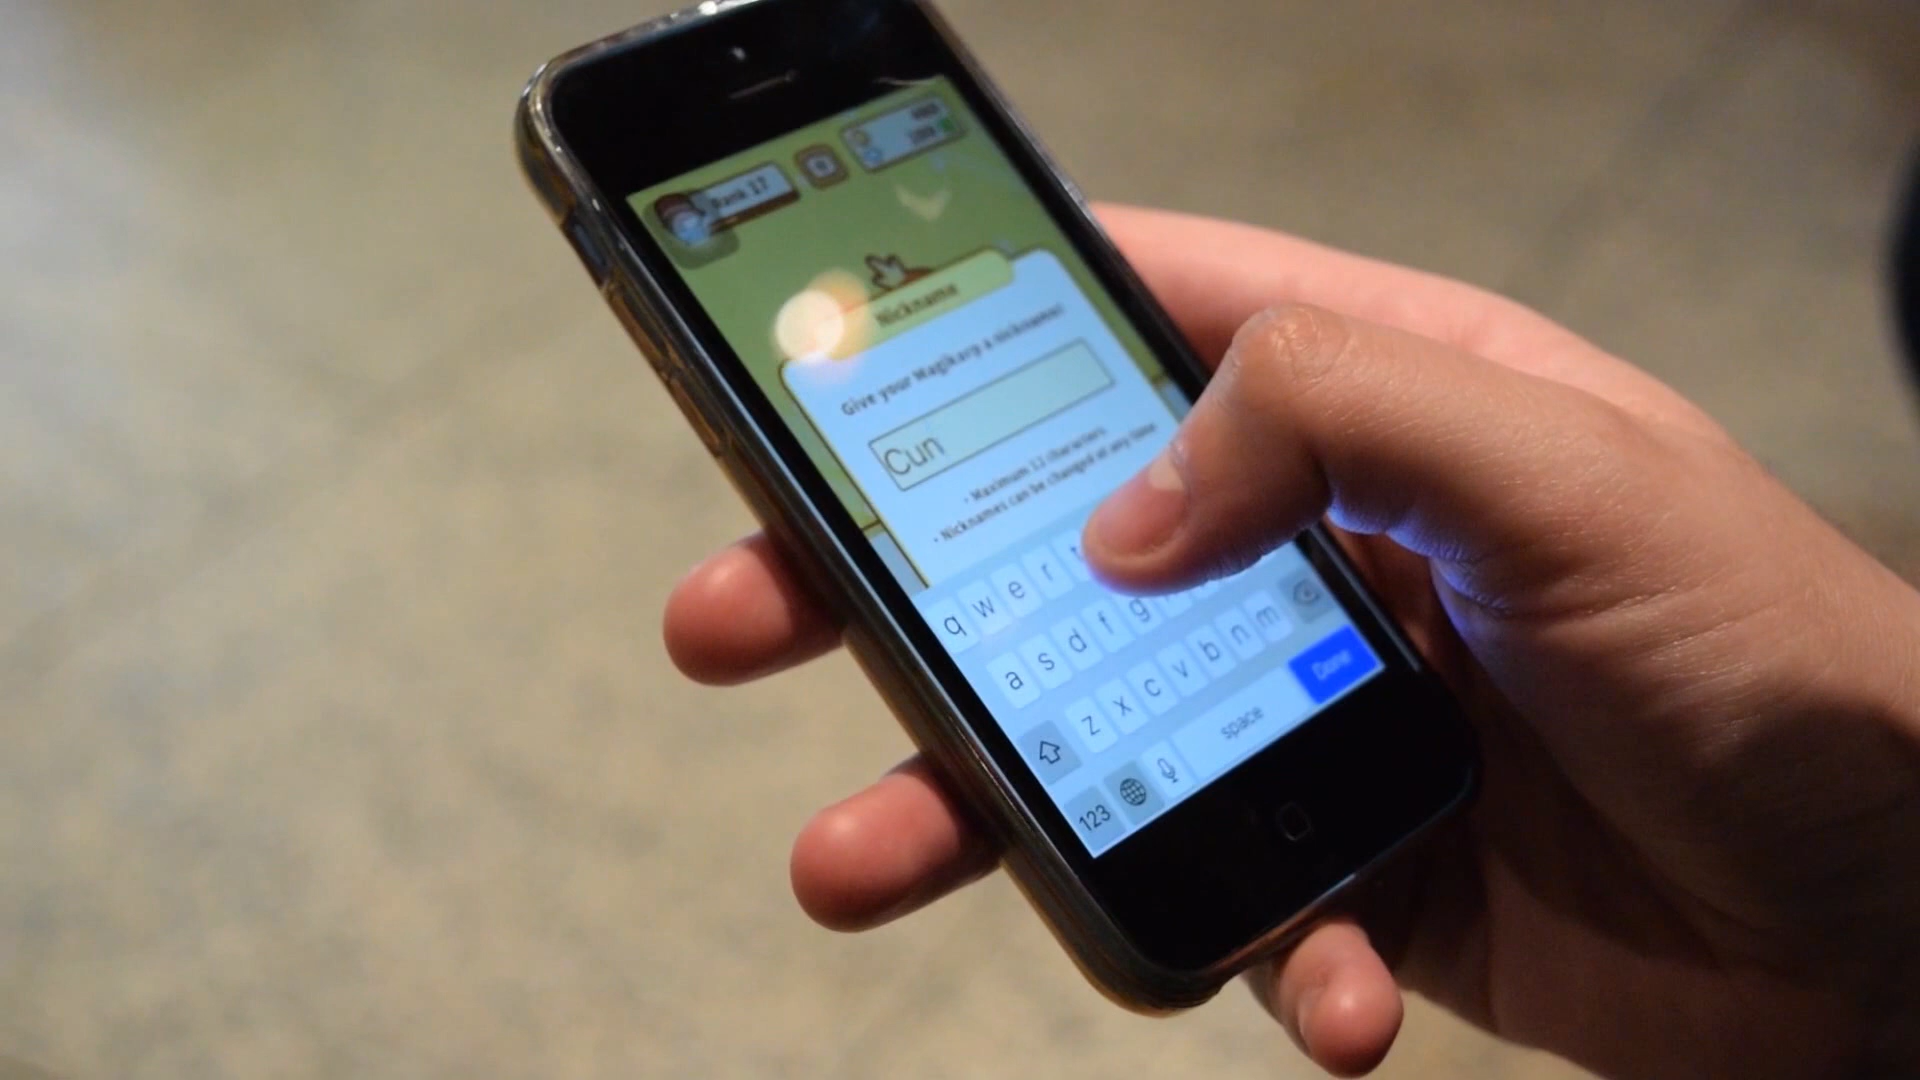 Rank 17
Nickname
Give your Magikarp a nickname!
Cun
• Maximum 12 characters
• Nicknames can be changed at any time
q w e r t
a s d f g
z x c v b n m
123 space Done